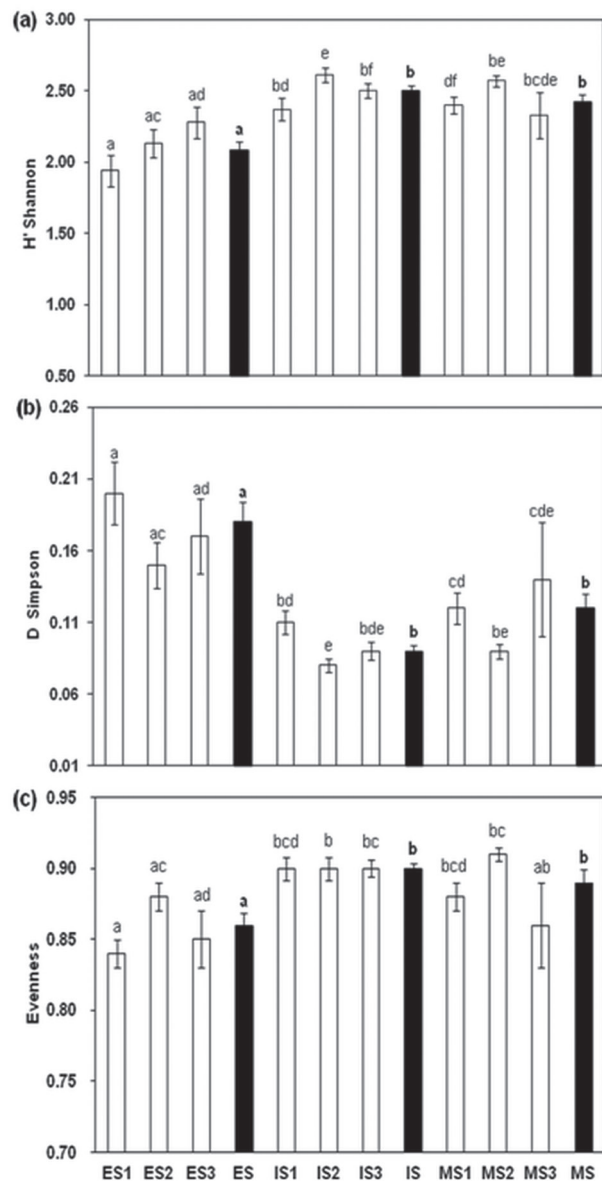 (a)
3.00
2.50
2.00
1.50
1.00
0.50
H' Shannon
a ac ad a bd e bf b df be bcde b
(b)
0.26
0.21
0.16
0.11
0.06
0.01
D Simpson
a ac ad a bd e bde b cd be cde b
(c)
0.95
0.90
0.85
0.80
0.75
0.70
Evenness
a ac ad a bcd b bc b bcd bc ab b
ES1 ES2 ES3 ES IS1 IS2 IS3 IS MS1 MS2 MS3 MS